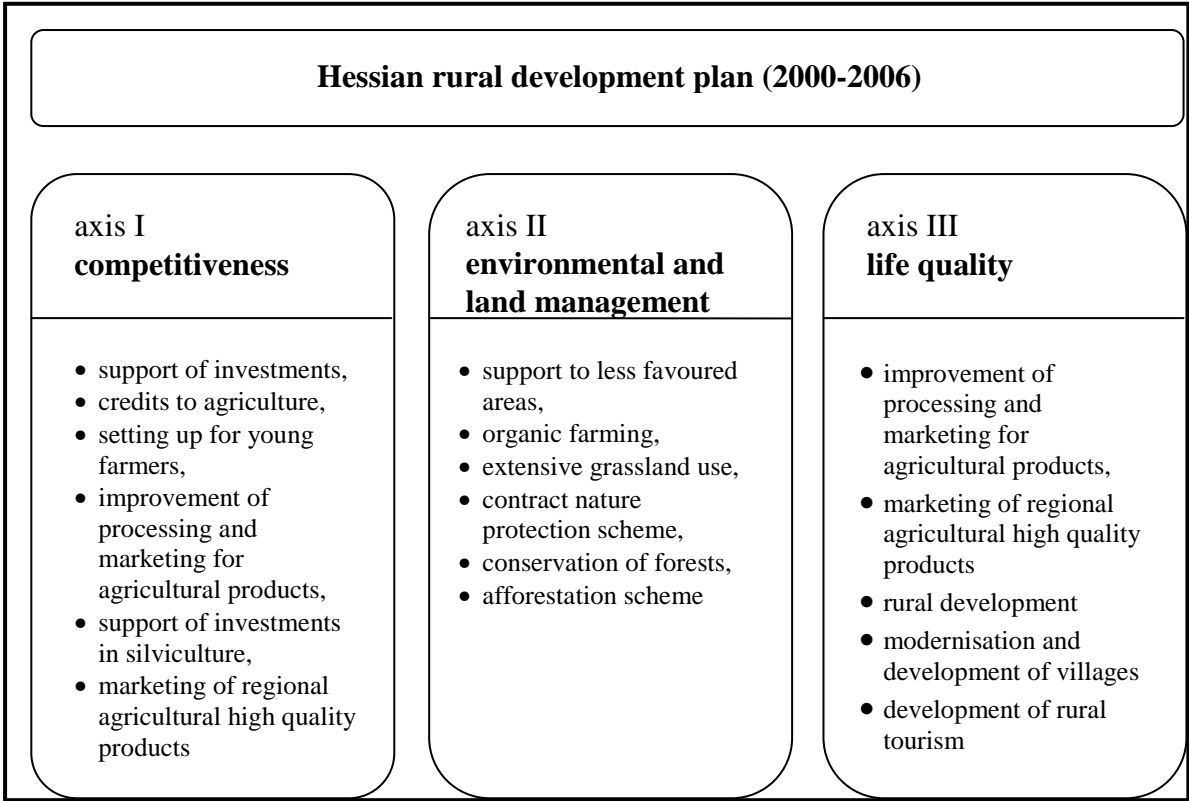 Hessian rural development plan (2000-2006)
axis I
competitiveness
• support of investments,
• credits to agriculture,
• setting up for young
farmers,
• improvement of
processing and
marketing for
agricultural products,
• support of investments
in silviculture,
• marketing of regional
agricultural high quality
products
axis II
environmental and
land management
• support to less favoured
areas,
• organic farming,
• extensive grassland use,
• contract nature
protection scheme,
• conservation of forests,
• afforestation scheme
axis III
life quality
• improvement of
processing and
marketing for
agricultural products,
• marketing of regional
agricultural high quality
products
• rural development
• modernisation and
development of villages
• development of rural
tourism